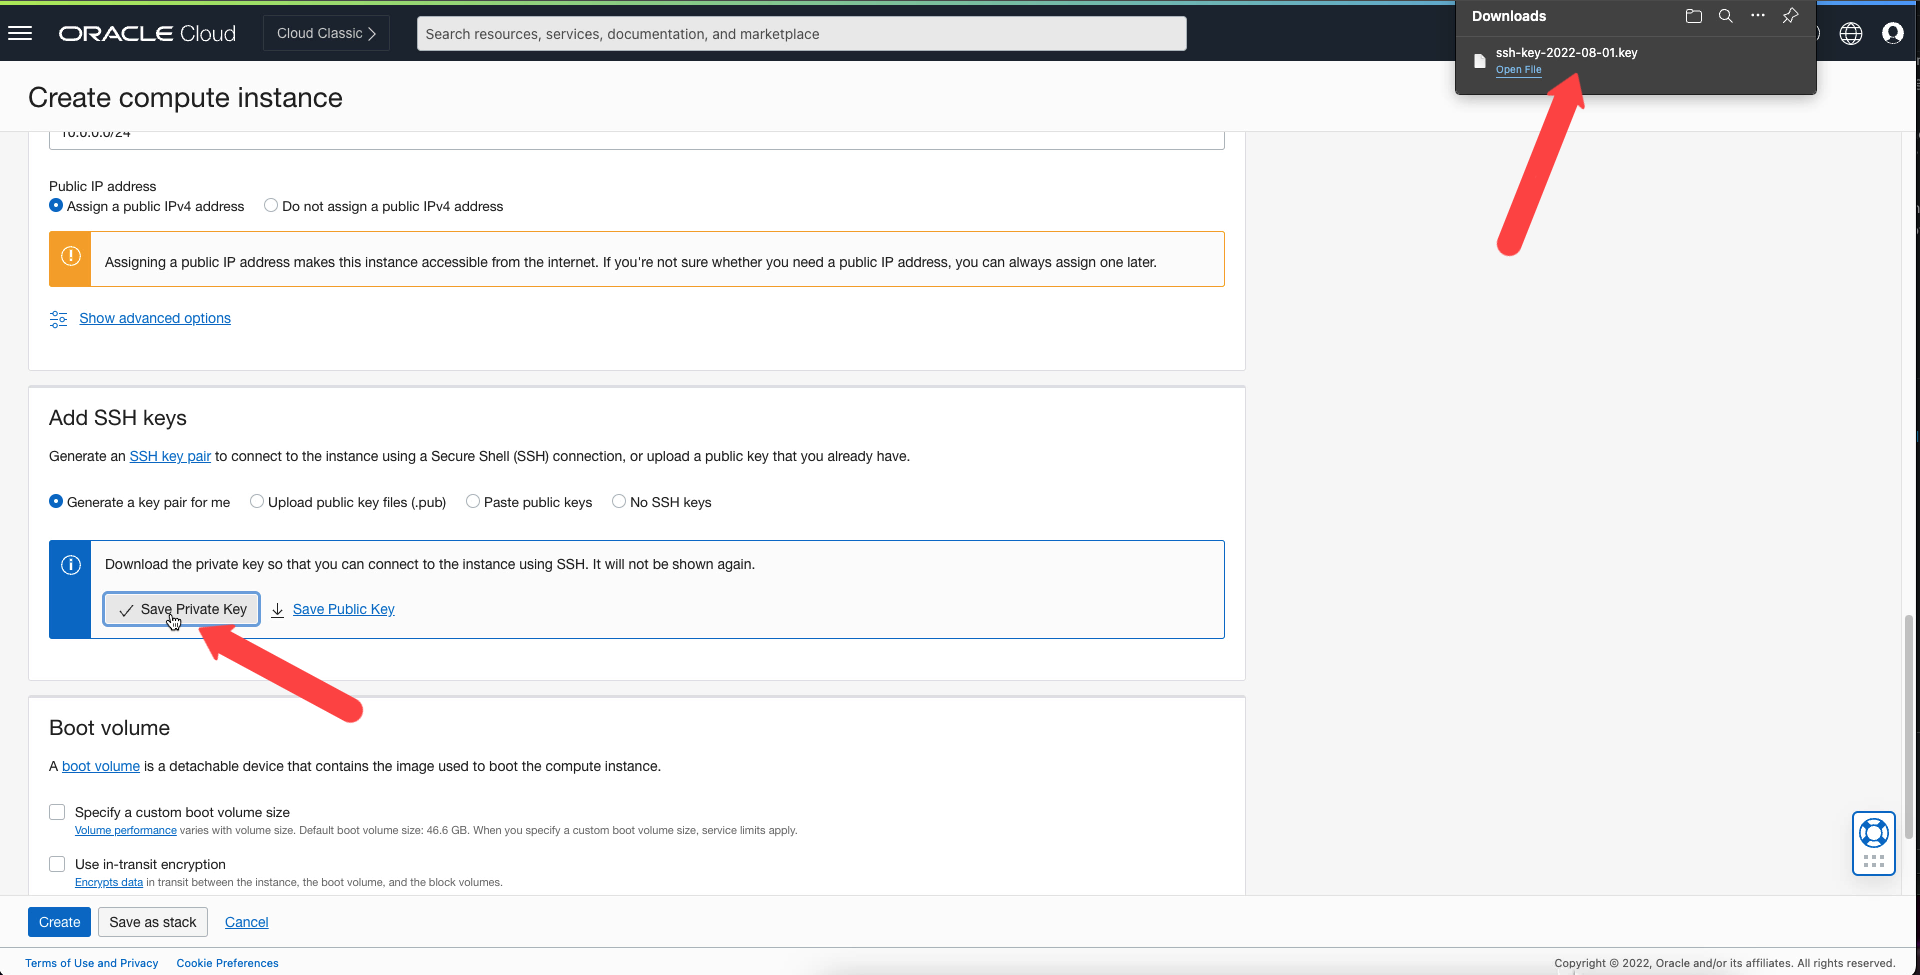 ORACLE Cloud
Cloud Classic
Search resources, services, documentation, and marketplace
Downloads
ssh-key-2022-08-01.key
Open File
Create compute instance
10.0.0.0/24
Public IP address
Assign a public IPv4 address
Do not assign a public IPv4 address
Assigning a public IP address makes this instance accessible from the internet. If you're not sure whether you need a public IP address, you can always assign one later.
Show advanced options
Add SSH keys
Generate an SSH key pair to connect to the instance using a Secure Shell (SSH) connection, or upload a public key that you already have.
Generate a key pair for me
Upload public key files (.pub)
Paste public keys
No SSH keys
Download the private key so that you can connect to the instance using SSH. It will not be shown again.
Save Private Key
Save Public Key
Boot volume
A boot volume is a detachable device that contains the image used to boot the compute instance.
Specify a custom boot volume size
Volume performance varies with volume size. Default boot volume size: 46.6 GB. When you specify a custom boot volume size, service limits apply.
Use in-transit encryption
Encrypts data in transit between the instance, the boot volume, and the block volumes.
Create
Save as stack
Cancel
Terms of Use and Privacy
Cookie Preferences
Copyright © 2022, Oracle and/or its affiliates. All rights reserved.